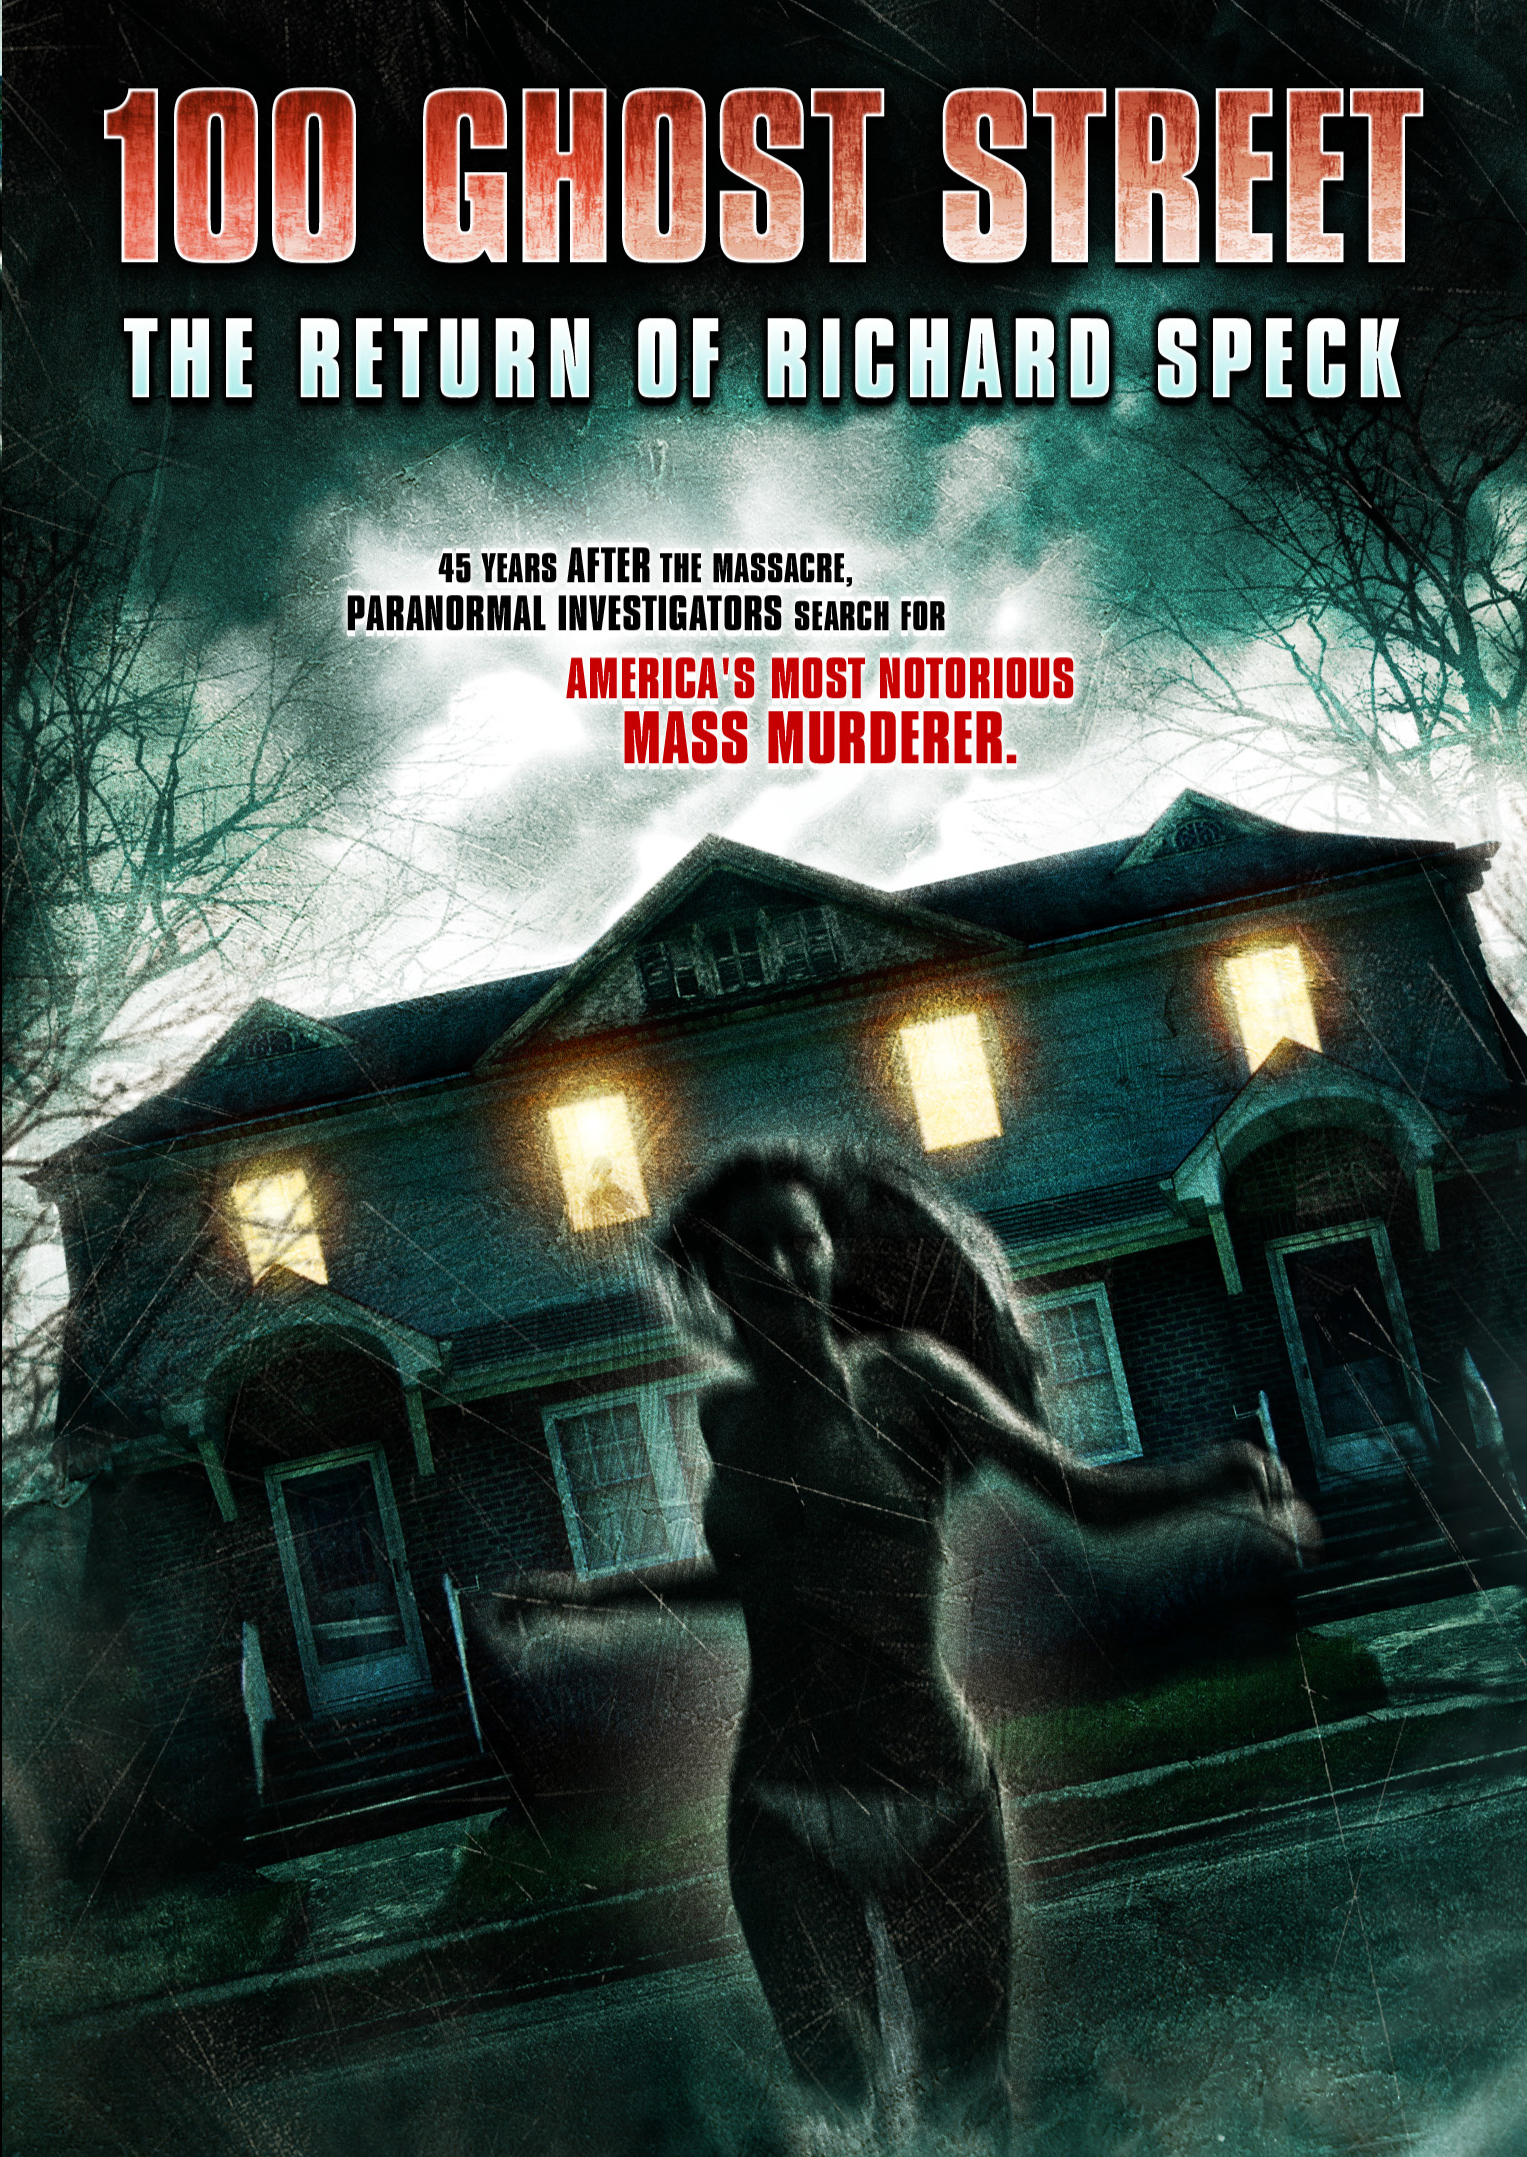 100 GHOST STREET
THE RETURN OF RICHARD SPECK
45 YEARS AFTER THE MASSACRE,
PARANORMAL INVESTIGATORS SEARCH FOR
AMERICA'S MOST NOTORIOUS
MASS MURDERER.